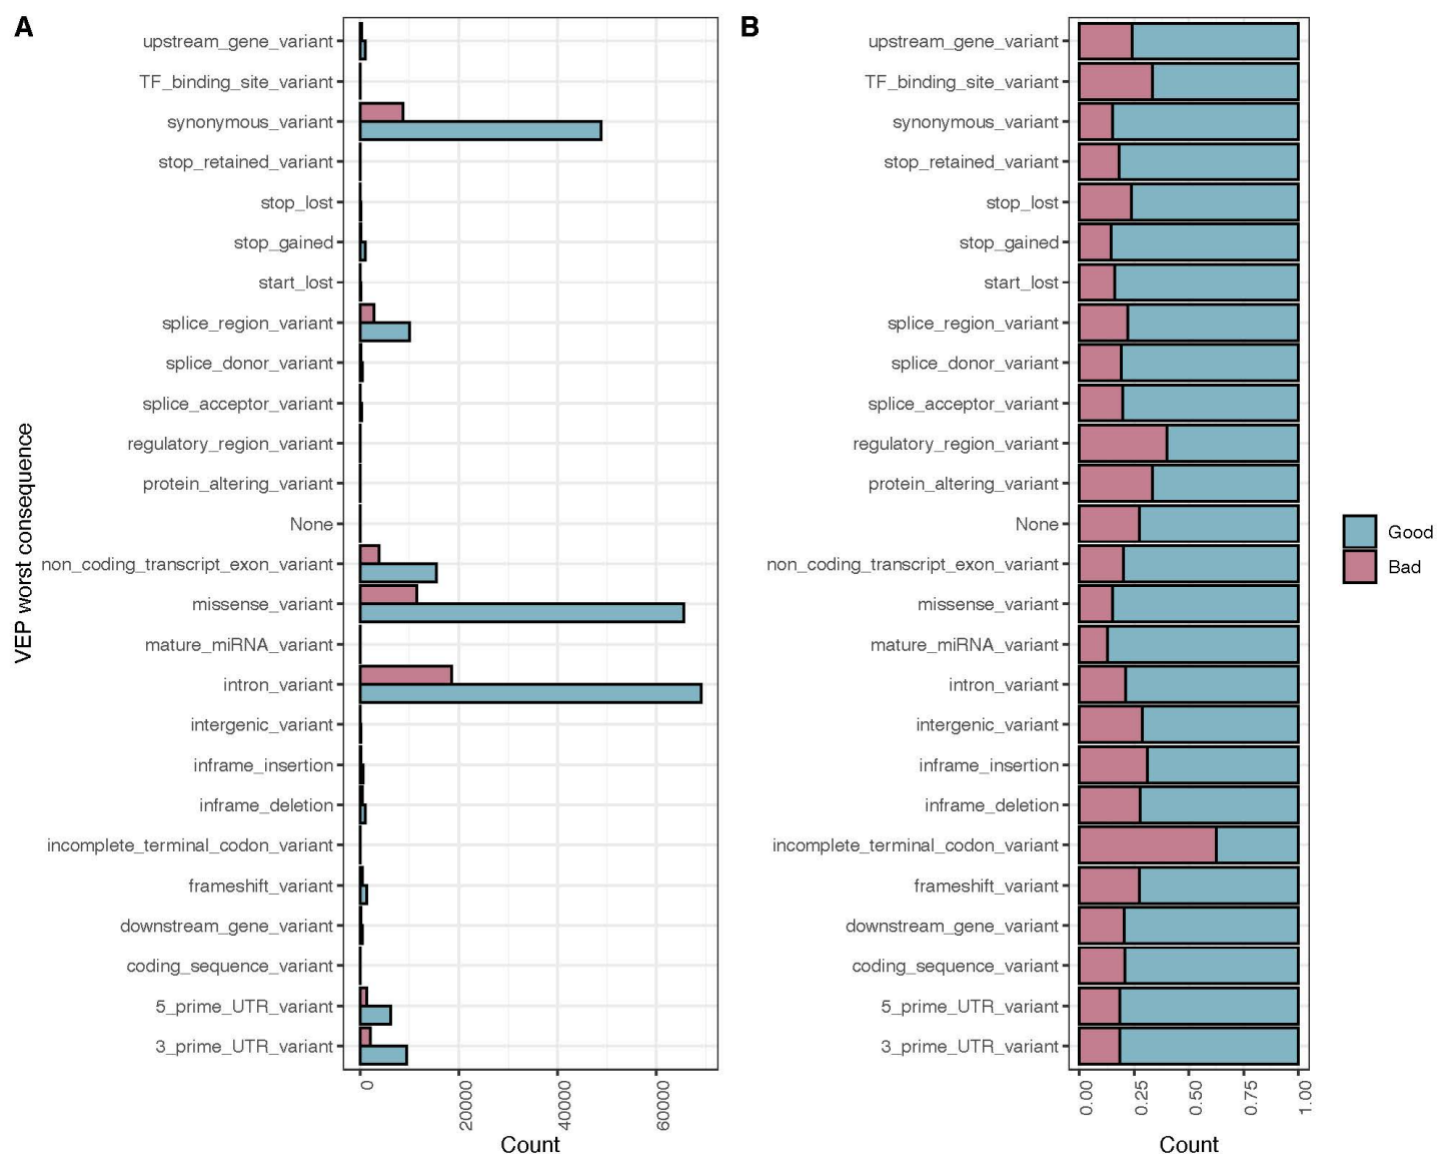 A
VEP worst consequence
upstream_gene_variant
TF_binding_site_variant
synonymous_variant
stop_retained_variant
stop_lost
stop_gained
start_lost
splice_region_variant
splice_donor_variant
splice_acceptor_variant
regulatory_region_variant
protein_altering_variant
None
non_coding_transcript_exon_variant
missense_variant
mature_miRNA_variant
intron_variant
intergenic_variant
inframe_insertion
inframe_deletion
incomplete_terminal_codon_variant
frameshift_variant
downstream_gene_variant
coding_sequence_variant
5_prime_UTR_variant
3_prime_UTR_variant
0
20000
40000
60000
Count
B
upstream_gene_variant
TF_binding_site_variant
synonymous_variant
stop_retained_variant
stop_lost
stop_gained
start_lost
splice_region_variant
splice_donor_variant
splice_acceptor_variant
regulatory_region_variant
protein_altering_variant
None
non_coding_transcript_exon_variant
missense_variant
mature_miRNA_variant
intron_variant
intergenic_variant
inframe_insertion
inframe_deletion
incomplete_terminal_codon_variant
frameshift_variant
downstream_gene_variant
coding_sequence_variant
5_prime_UTR_variant
3_prime_UTR_variant
0.00
0.25
0.50
0.75
1.00
Count
Good
Bad